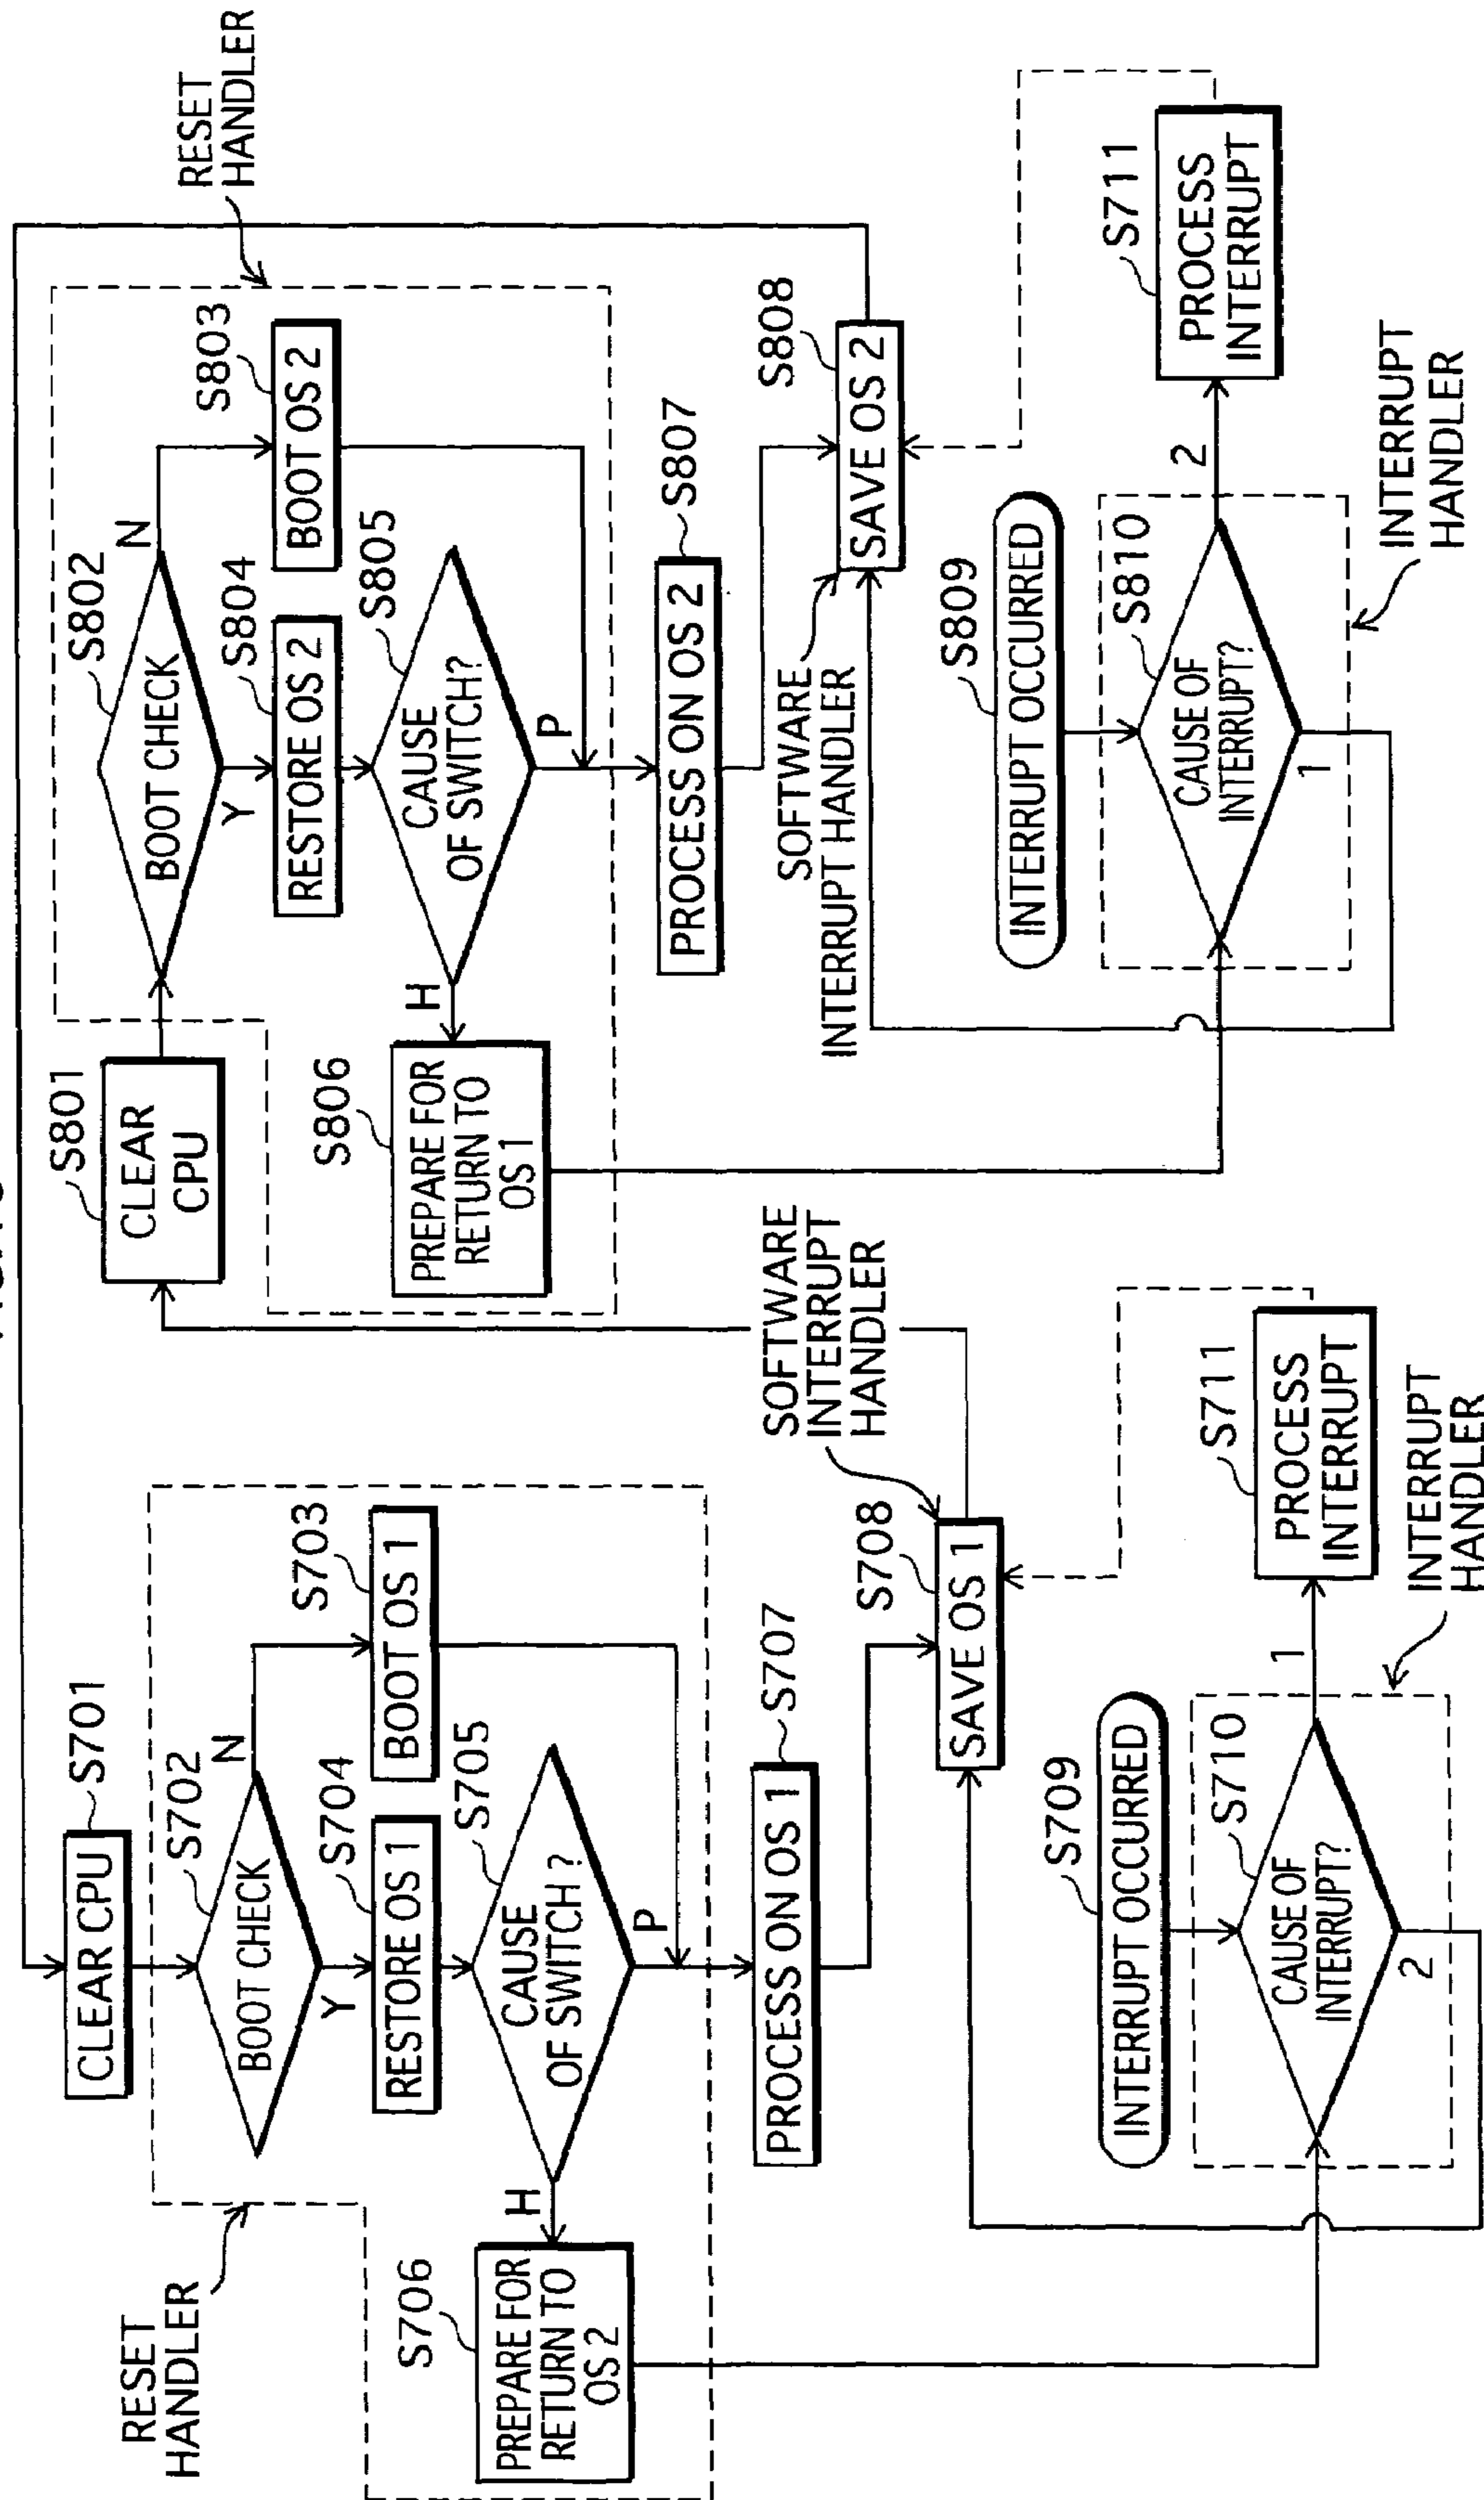 RESET
HANDLER
CLEAR CPU
S701
S702
BOOT CHECK
N
Y
S703
BOOT OS 1
S704
RESTORE OS 1
S705
CAUSE
OF SWITCH ?
H
P
S706
PREPARE FOR
RETURN TO
OS 2
PROCESS ON OS 1
S707
SOFTWARE
INTERRUPT
HANDLER
S708
SAVE OS 1
S709
INTERRUPT OCCURRED
S710
CAUSE OF
INTERRUPT?
1
2
S711
PROCESS
INTERRUPT
INTERRUPT
HANDLER
S801
CLEAR
CPU
S802
BOOT CHECK
N
Y
RESET
HANDLER
S803
BOOT OS 2
S804
RESTORE OS 2
S805
CAUSE
OF SWITCH?
H
P
S806
PREPARE FOR
RETURN TO
OS 1
PROCESS ON OS 2
S807
SOFTWARE
INTERRUPT HANDLER
S808
SAVE OS 2
S809
INTERRUPT OCCURRED
S810
CAUSE OF
INTERRUPT?
2
1
S711
PROCESS
INTERRUPT
INTERRUPT
HANDLER